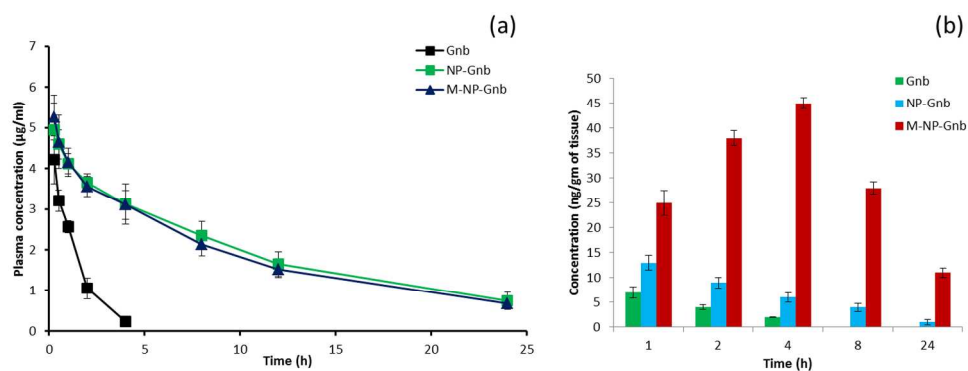 (a)
7
6
5
4
3
2
1
0
Plasma concentration (µg/ml)
0 5 10 15 20 25
Time (h)
Gnb
NP-Gnb
M-NP-Gnb
(b)
50
45
40
35
30
25
20
15
10
5
0
Concentration (ng/gm of tissue)
1 2 4 8 24
Time (h)
Gnb
NP-Gnb
M-NP-Gnb